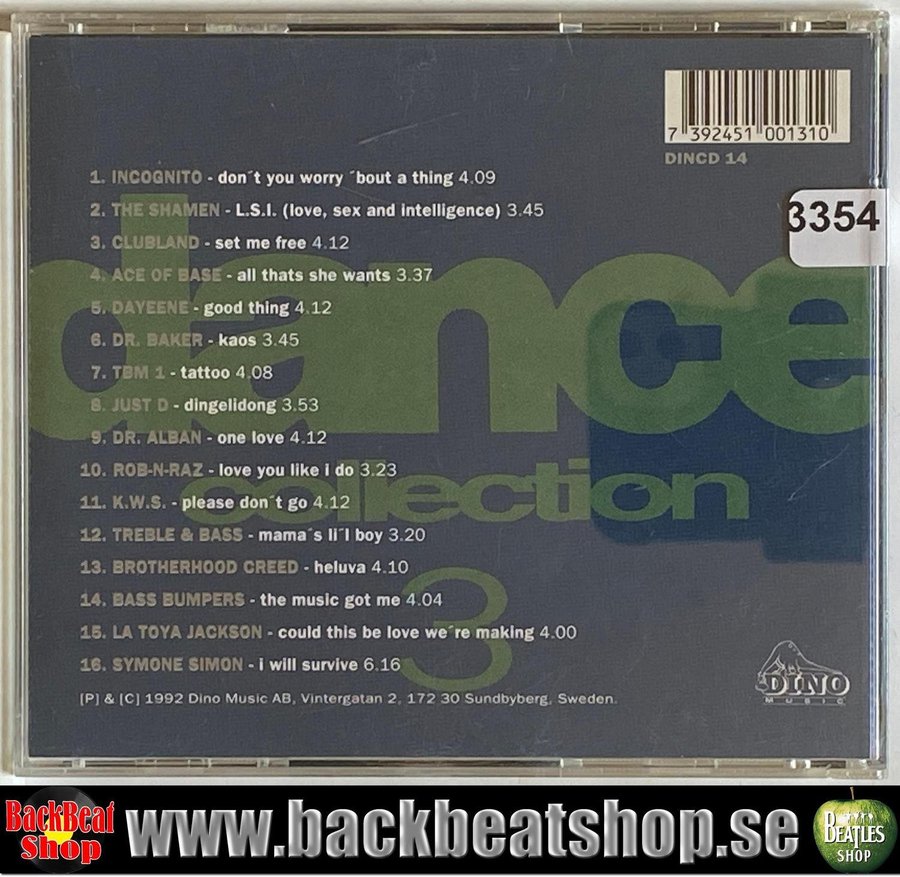 7 392451 001310
DINCD 14
3354
dance
collection
3
1. INCOGNITO - don´t you worry ´bout a thing 4.09
2. THE SHAMEN - L.S.I. (love, sex and intelligence) 3.45
3. CLUBLAND - set me free 4.12
4. ACE OF BASE - all thats she wants 3.37
5. DAYEENE - good thing 4.12
6. DR. BAKER - kaos 3.45
7. TBM 1 - tattoo 4.08
8. JUST D - dingelidong 3.53
9. DR. ALBAN - one love 4.12
10. ROB-N-RAZ - love you like i do 3.23
11. K.W.S. - please don´t go 4.12
12. TREBLE & BASS - mama´s li´l boy 3.20
13. BROTHERHOOD CREED - heluva 4.10
14. BASS BUMPERS - the music got me 4.04
15. LA TOYA JACKSON - could this be love we´re making 4.00
16. SYMONE SIMON - i will survive 6.16
[P] & [C] 1992 Dino Music AB, Vintergatan 2, 172 30 Sundbyberg, Sweden.
DINO
MUSIC
BackBeat
Shop
www.backbeatshop.se
BEATLES
SHOP